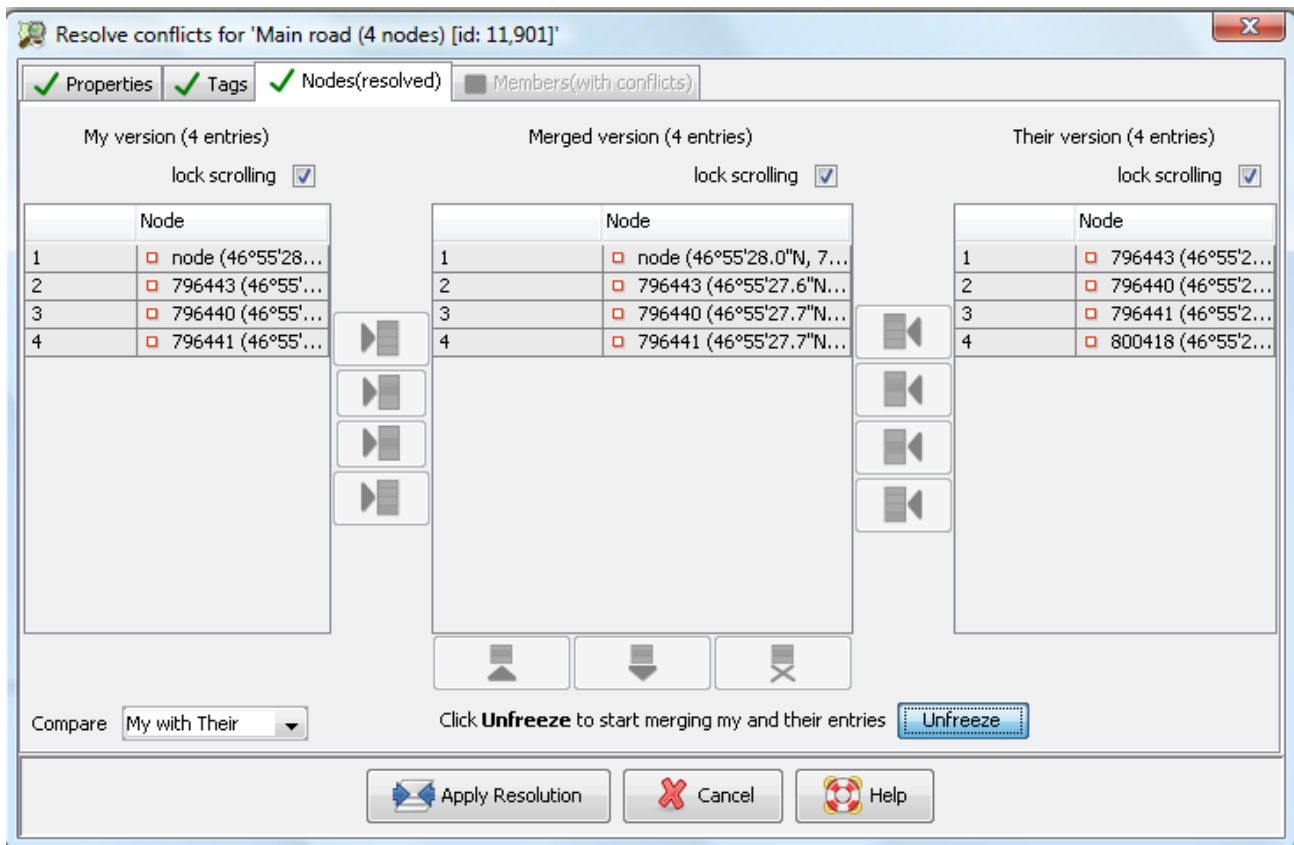 Resolve conflicts for 'Main road (4 nodes) [id: 11,901]'
Properties Tags Nodes(resolved) Members(with conflicts)
My version (4 entries) Merged version (4 entries) Their version (4 entries)
lock scrolling lock scrolling lock scrolling
Node Node Node
1 node (46°55'28... 1 node (46°55'28.0"N, 7... 1 796443 (46°55'2...
2 796443 (46°55'... 2 796443 (46°55'27.6"N... 2 796440 (46°55'2...
3 796440 (46°55'... 3 796440 (46°55'27.7"N... 3 796441 (46°55'2...
4 796441 (46°55'... 4 796441 (46°55'27.7"N... 4 800418 (46°55'2...
Compare My with Their Click Unfreeze to start merging my and their entries Unfreeze
Apply Resolution Cancel Help